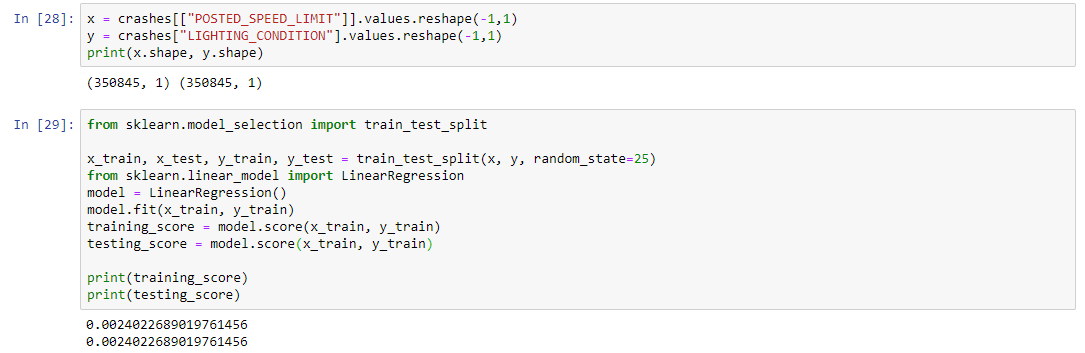 In [28]: x = crashes[["POSTED_SPEED_LIMIT"]].values.reshape(-1,1)
y = crashes["LIGHTING_CONDITION"].values.reshape(-1,1)
print(x.shape, y.shape)
(350845, 1) (350845, 1)
In [29]: from sklearn.model_selection import train_test_split
x_train, x_test, y_train, y_test = train_test_split(x, y, random_state=25)
from sklearn.linear_model import LinearRegression
model = LinearRegression()
model.fit(x_train, y_train)
training_score = model.score(x_train, y_train)
testing_score = model.score(x_train, y_train)
print(training_score)
print(testing_score)
0.0024022689019761456
0.0024022689019761456